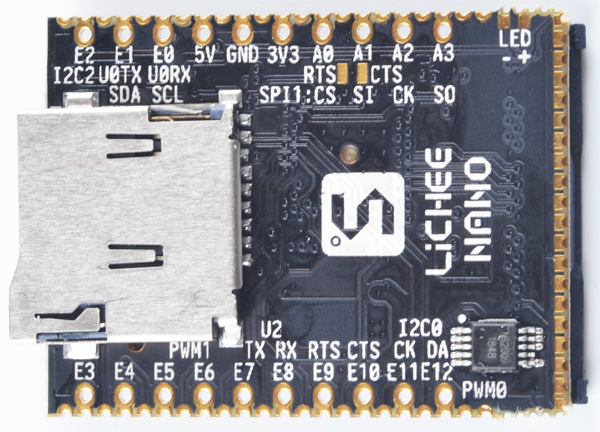 E2 E1 E0 5V GND 3V3 A0 A1 A2 A3 LED
- +
I2C2 U0TX U0RX RTS CTS
SDA SCL SPI1:CS SI CK SO
LiCHEE
NANO
U2 I2C0
PWM1 TX RX RTS CTS CK DA
E3 E4 E5 E6 E7 E8 E9 E10 E11 E12
PWM0